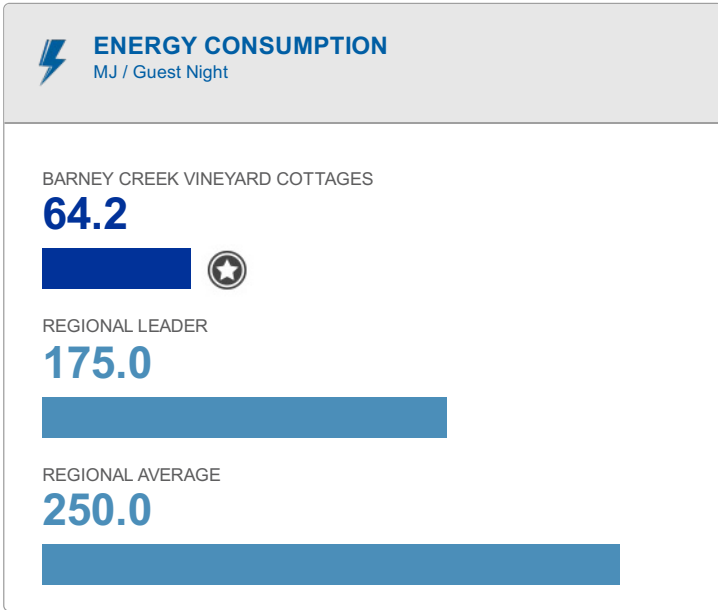 ENERGY CONSUMPTION
MJ / Guest Night
BARNEY CREEK VINEYARD COTTAGES
64.2
REGIONAL LEADER
175.0
REGIONAL AVERAGE
250.0